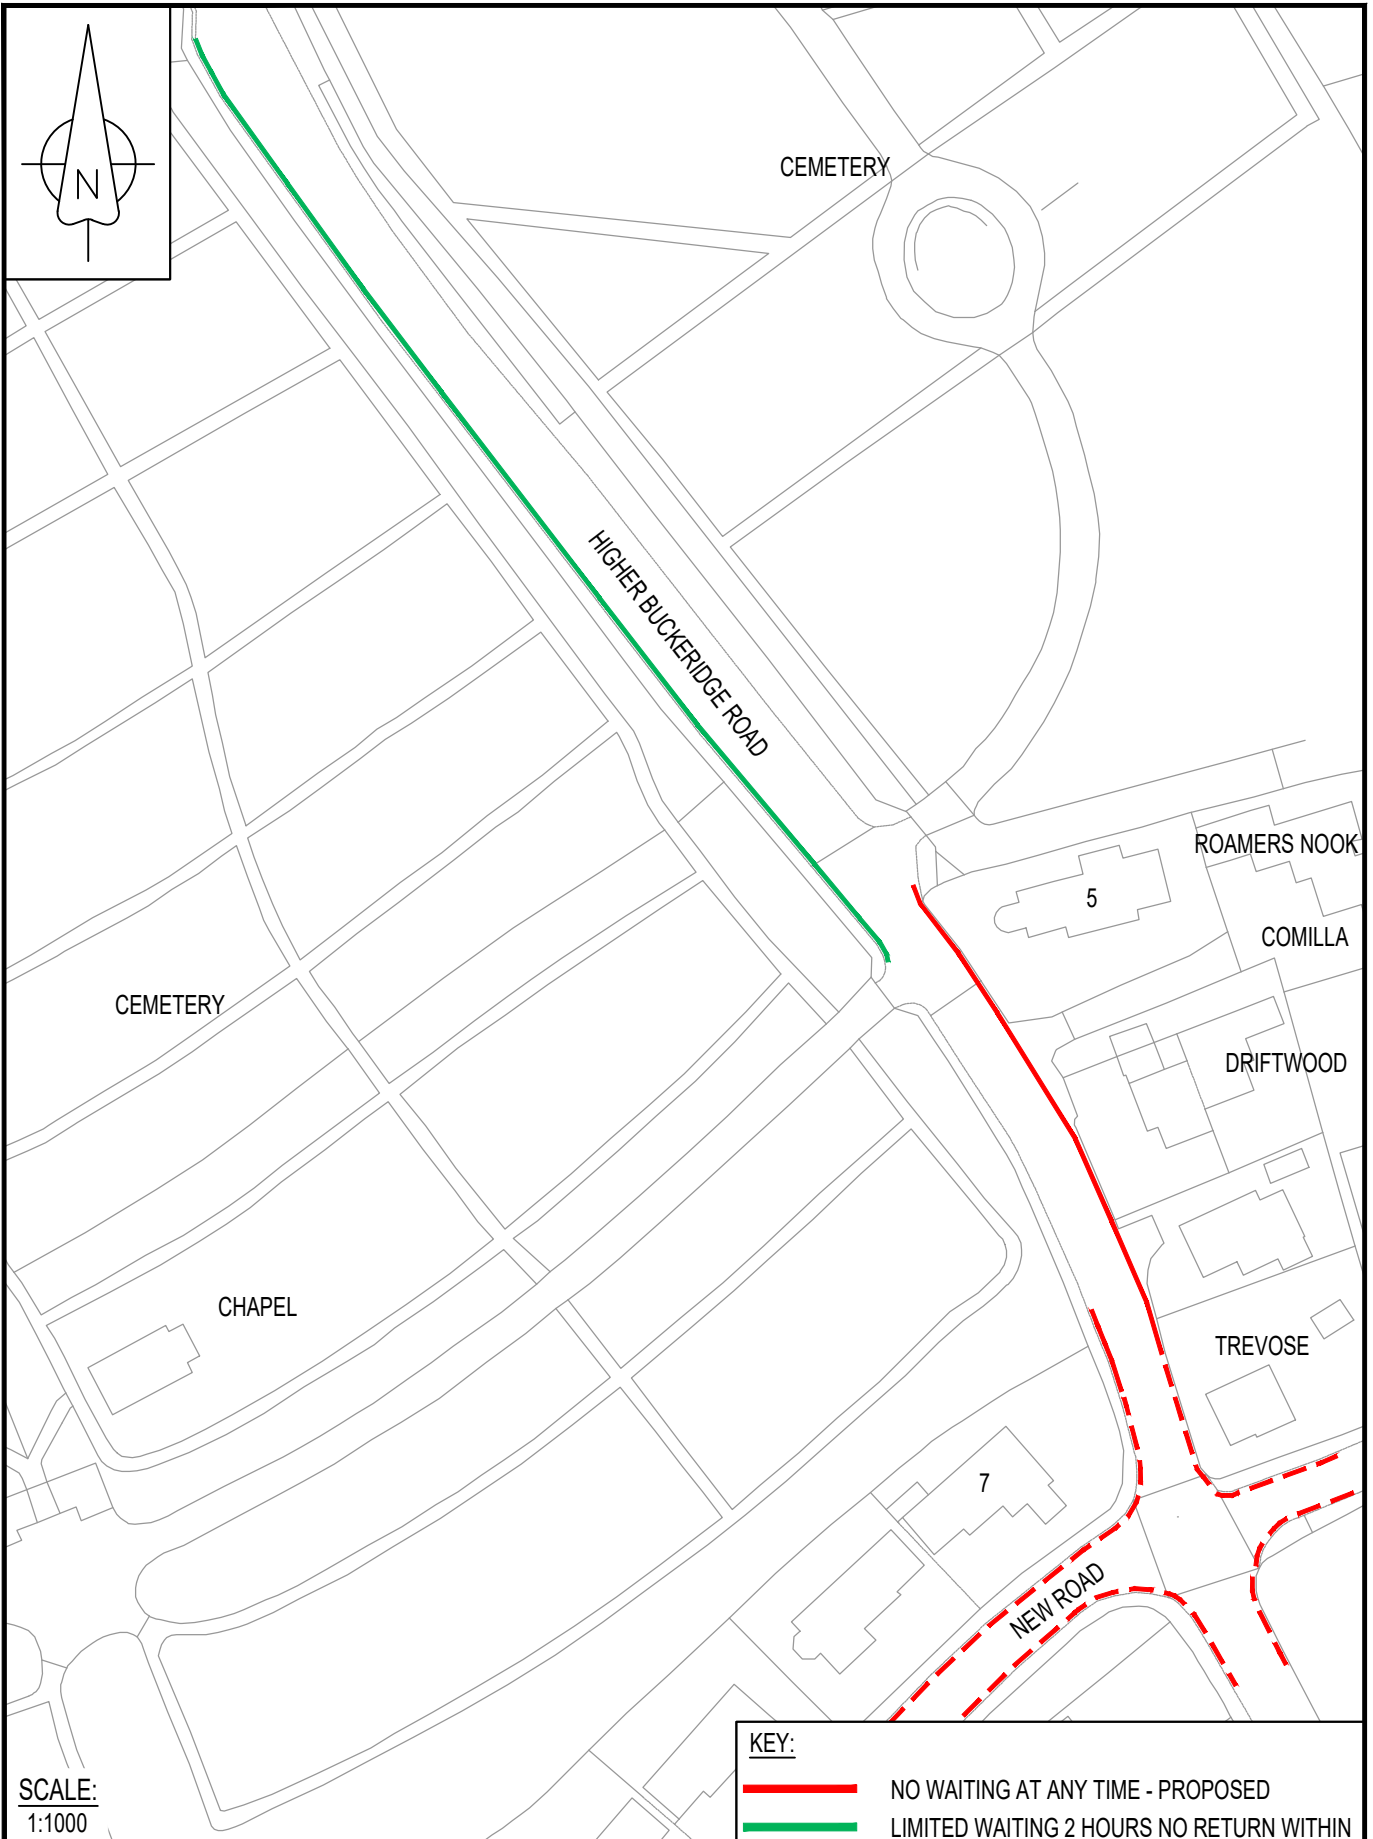 N
CEMETERY
HIGHER BUCKERIDGE ROAD
ROAMERS NOOK
5
COMILLA
CEMETERY
DRIFTWOOD
CHAPEL
TREVOSE
7
NEW ROAD
KEY:
NO WAITING AT ANY TIME - PROPOSED
LIMITED WAITING 2 HOURS NO RETURN WITHIN
SCALE:
1:1000